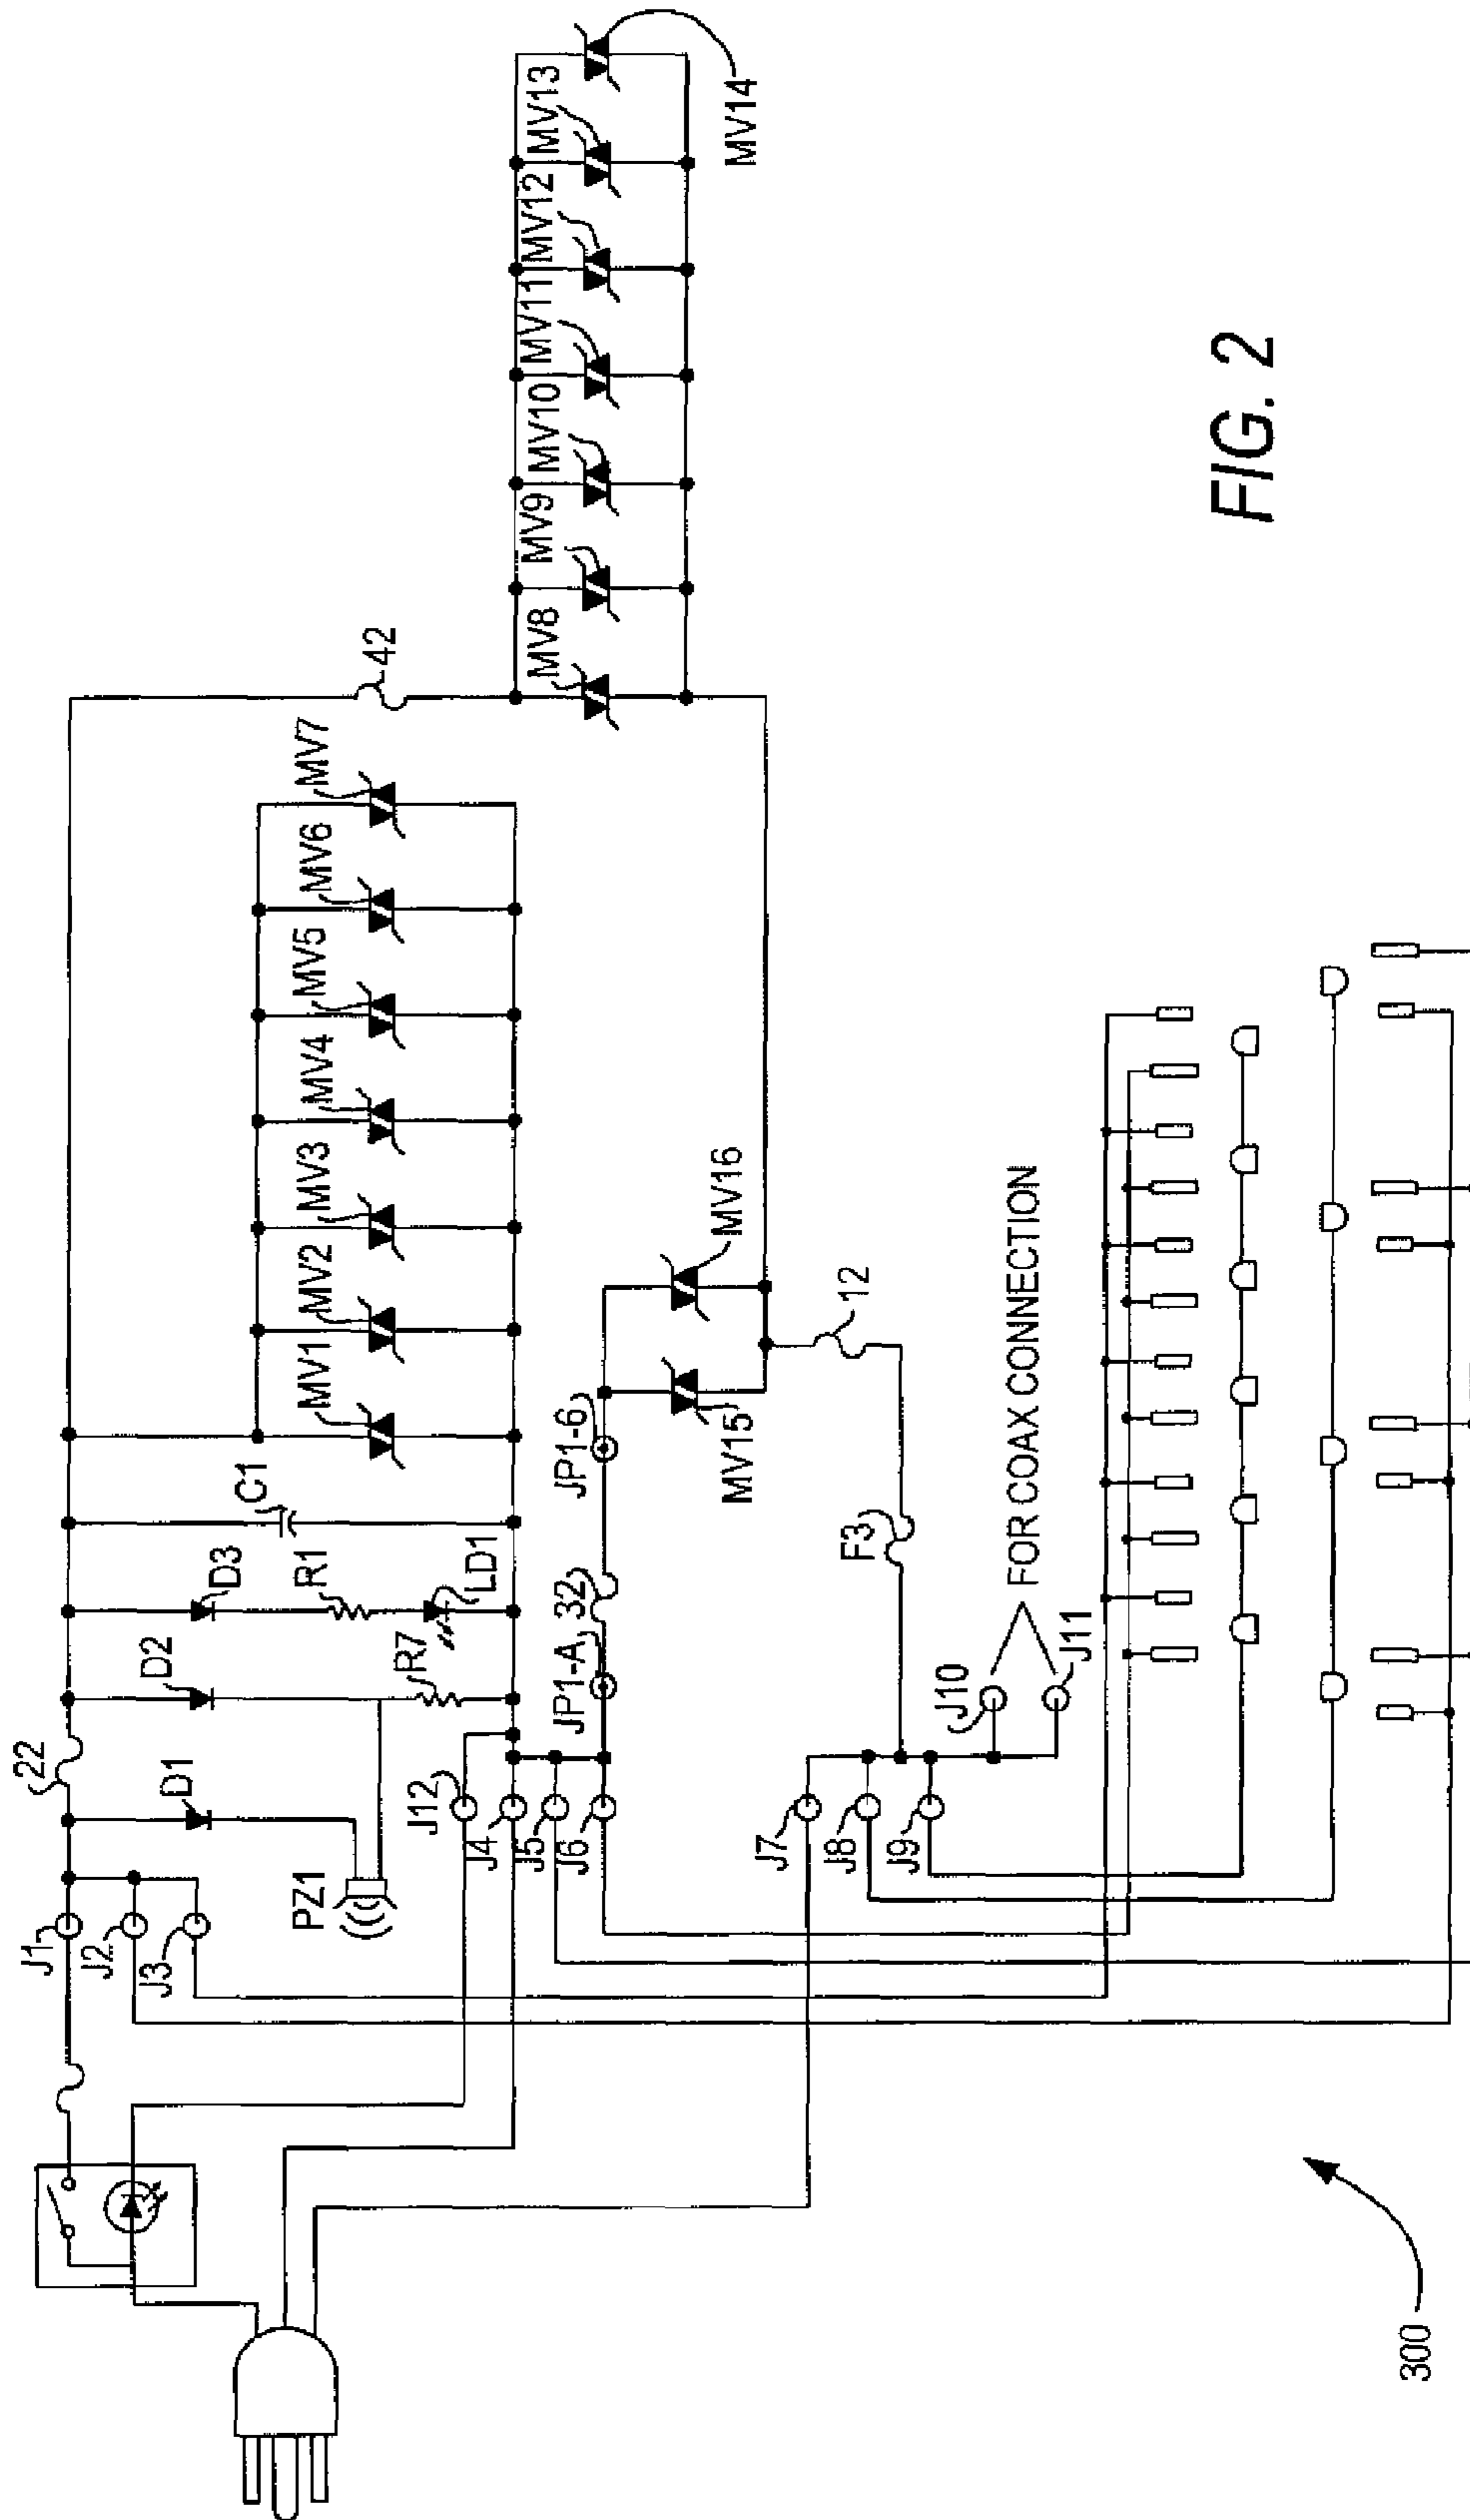 J1
J2
J3
22
D1
D2
D3
R1
C1
PZ1
R7
LD1
MV1
MV2
MV3
MV4
MV5
MV6
MV7
42
J12
J4
J5
J6
JP1-A
32
JP1-6
MV15
MV16
12
F3
MV8
MV9
MV10
MV11
MV12
MV13
MV14
J7
J8
J9
J10
J11
FOR COAX CONNECTION
300
FIG. 2